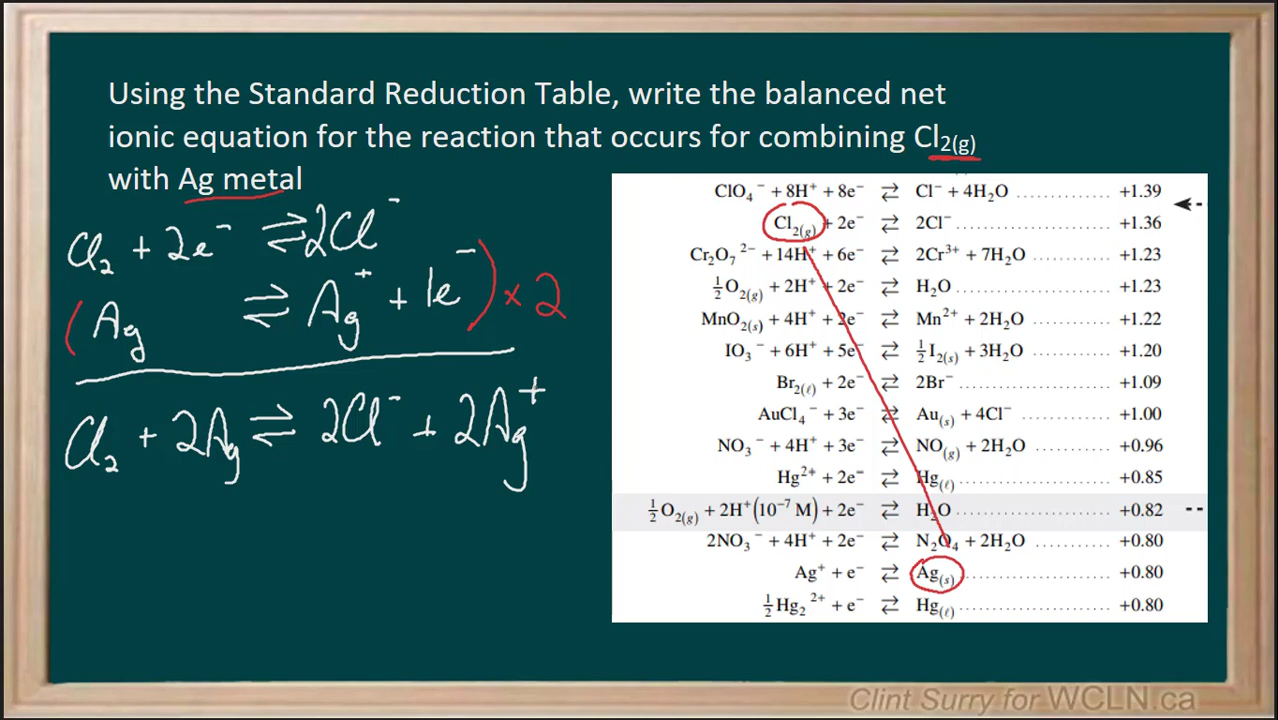 Using the Standard Reduction Table, write the balanced net
ionic equation for the reaction that occurs for combining Cl₂(g)
with Ag metal
Cl₂ + 2e⁻ ⇌ 2Cl⁻
(Ag ⇌ Ag⁺ + 1e⁻) × 2
Cl₂ + 2Ag ⇌ 2Cl⁻ + 2Ag⁺
ClO₄⁻ + 8H⁺ + 8e⁻ ⇄ Cl⁻ + 4H₂O ............ +1.39
Cl₂(g) + 2e⁻ ⇄ 2Cl⁻ ............ +1.36
Cr₂O₇²⁻ + 14H⁺ + 6e⁻ ⇄ 2Cr³⁺ + 7H₂O ............ +1.23
½O₂(g) + 2H⁺ + 2e⁻ ⇄ H₂O ............ +1.23
MnO₂(s) + 4H⁺ + 2e⁻ ⇄ Mn²⁺ + 2H₂O ............ +1.22
IO₃⁻ + 6H⁺ + 5e⁻ ⇄ ½I₂(s) + 3H₂O ............ +1.20
Br₂(ℓ) + 2e⁻ ⇄ 2Br⁻ ............ +1.09
AuCl₄⁻ + 3e⁻ ⇄ Au(s) + 4Cl⁻ ............ +1.00
NO₃⁻ + 4H⁺ + 3e⁻ ⇄ NO(g) + 2H₂O ............ +0.96
Hg²⁺ + 2e⁻ ⇄ Hg(ℓ) ............ +0.85
½O₂(g) + 2H⁺(10⁻⁷ M) + 2e⁻ ⇄ H₂O ............ +0.82
2NO₃⁻ + 4H⁺ + 2e⁻ ⇄ N₂O₄ + 2H₂O ............ +0.80
Ag⁺ + e⁻ ⇄ Ag(s) ............ +0.80
½Hg₂²⁺ + e⁻ ⇄ Hg(ℓ) ............ +0.80
Clint Surry for WCLN.ca